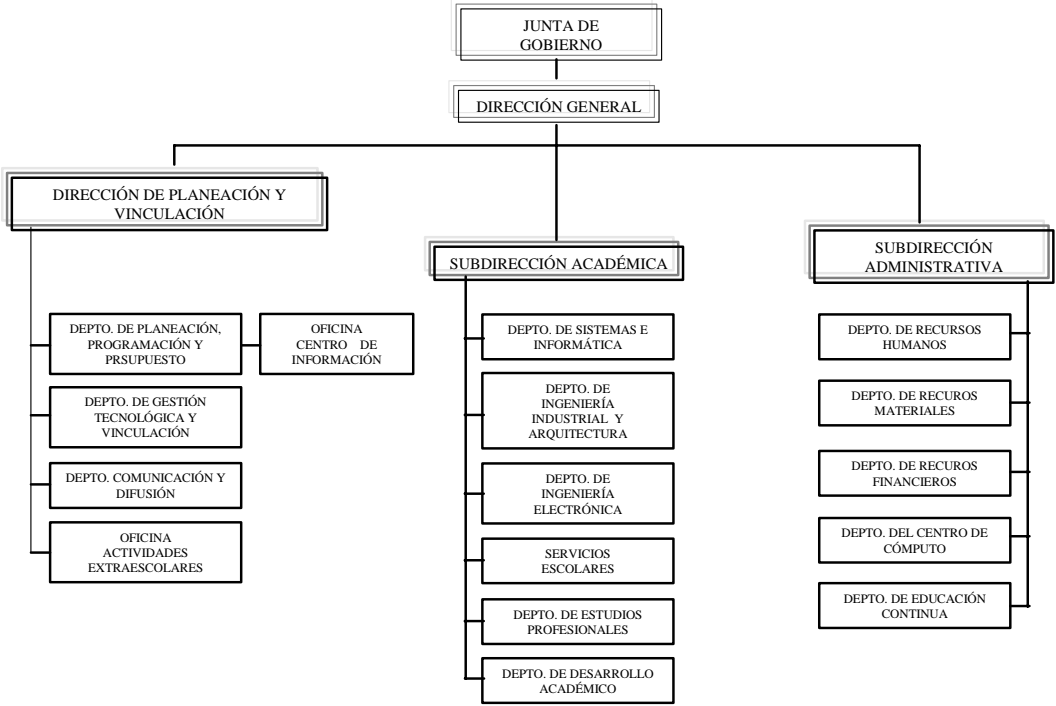 JUNTA DE
GOBIERNO
DIRECCIÓN GENERAL
DIRECCIÓN DE PLANEACIÓN Y
VINCULACIÓN
DEPTO. DE PLANEACIÓN,
PROGRAMACIÓN Y
PRSUPUESTO
OFICINA
CENTRO DE
INFORMACIÓN
DEPTO. DE GESTIÓN
TECNOLÓGICA Y
VINCULACIÓN
DEPTO. COMUNICACIÓN Y
DIFUSIÓN
OFICINA
ACTIVIDADES
EXTRAESCOLARES
SUBDIRECCIÓN ACADÉMICA
DEPTO. DE SISTEMAS E
INFORMÁTICA
DEPTO. DE
INGENIERÍA
INDUSTRIAL Y
ARQUITECTURA
DEPTO. DE
INGENIERÍA
ELECTRÓNICA
SERVICIOS
ESCOLARES
DEPTO. DE ESTUDIOS
PROFESIONALES
DEPTO. DE DESARROLLO
ACADÉMICO
SUBDIRECCIÓN
ADMINISTRATIVA
DEPTO. DE RECURSOS
HUMANOS
DEPTO. DE RECUROS
MATERIALES
DEPTO. DE RECUROS
FINANCIEROS
DEPTO. DEL CENTRO DE
CÓMPUTO
DEPTO. DE EDUCACIÓN
CONTINUA